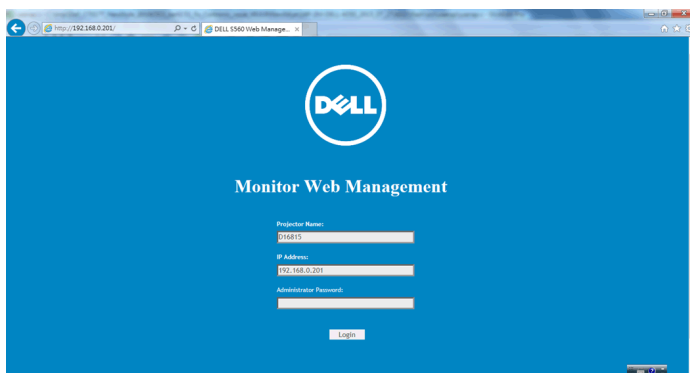 http://192.168.0.201/
DELL S560 Web Manage...
DELL
Monitor Web Management
Projector Name:
D16815
IP Address:
192.168.0.201
Administrator Password:
Login